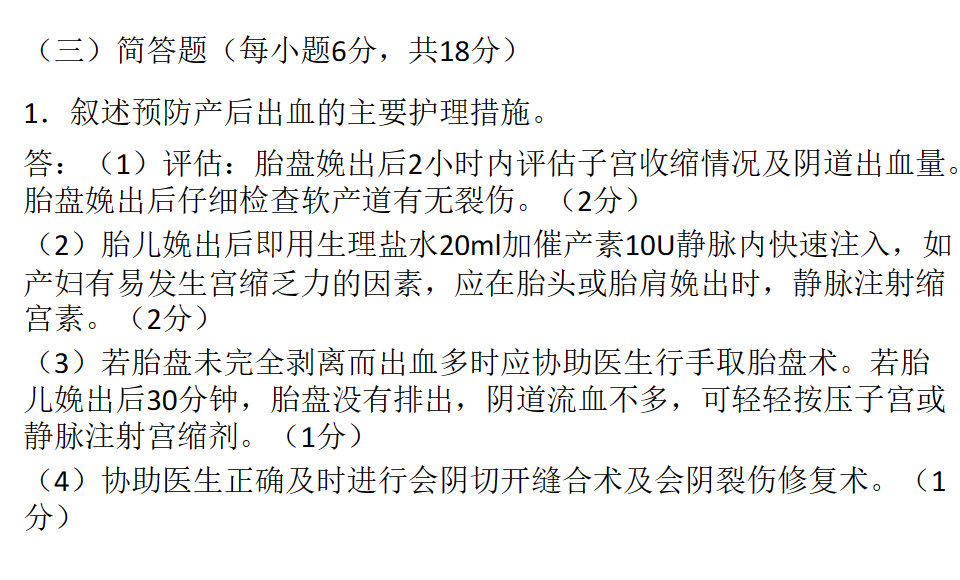 （三）简答题（每小题6分，共18分）
1．叙述预防产后出血的主要护理措施。
答：（1）评估：胎盘娩出后2小时内评估子宫收缩情况及阴道出血量。
胎盘娩出后仔细检查软产道有无裂伤。（2分）
（2）胎儿娩出后即用生理盐水20ml加催产素10U静脉内快速注入，如
产妇有易发生宫缩乏力的因素，应在胎头或胎肩娩出时，静脉注射缩
宫素。（2分）
（3）若胎盘未完全剥离而出血多时应协助医生行手取胎盘术。若胎
儿娩出后30分钟，胎盘没有排出，阴道流血不多，可轻轻按压子宫或
静脉注射宫缩剂。（1分）
（4）协助医生正确及时进行会阴切开缝合术及会阴裂伤修复术。（1
分）